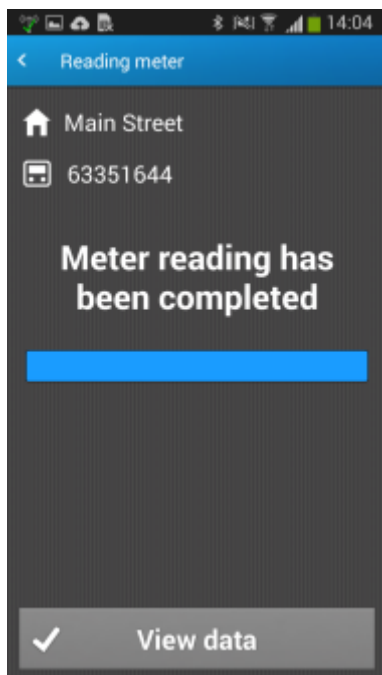 14:04
Reading meter
Main Street
63351644
Meter reading has
been completed
View data